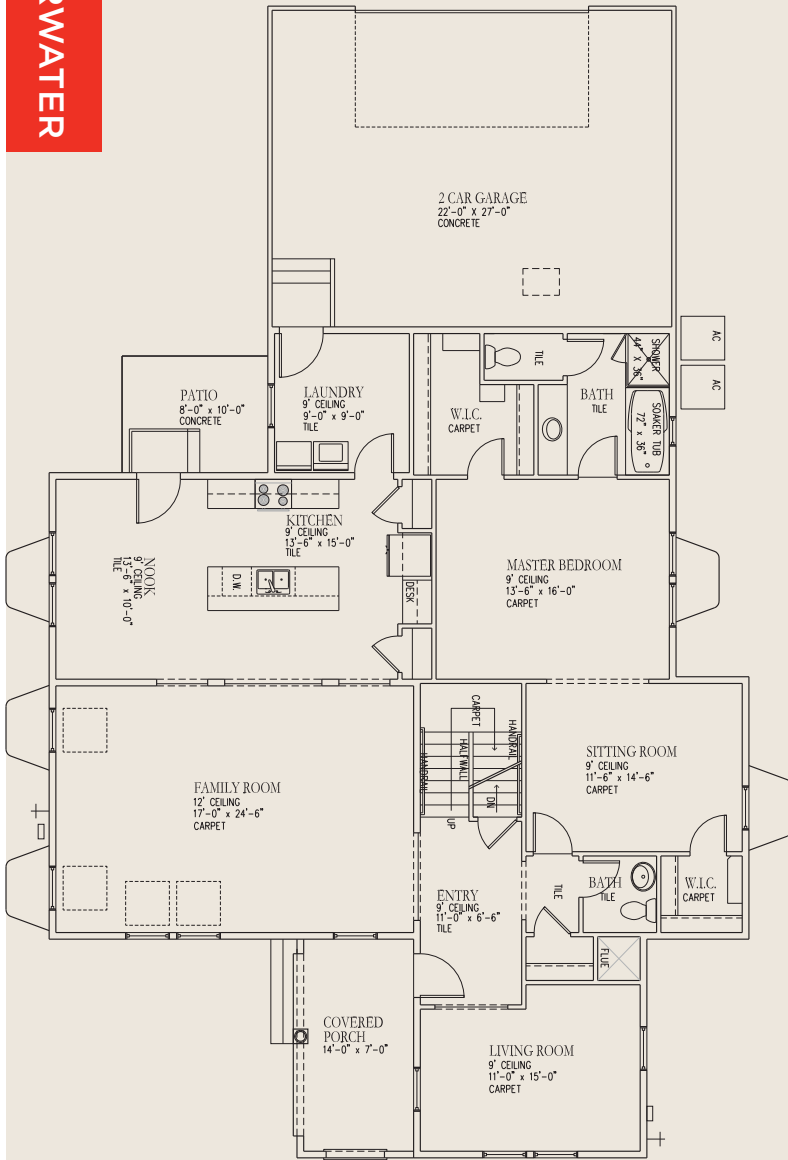 RWATER
2 CAR GARAGE
22'-0" X 27'-0"
CONCRETE
AC
AC
SHOWER
44" X 36"
TILE
BATH
TILE
SOAKER TUB
72" x 36"
W.I.C.
CARPET
LAUNDRY
9' CEILING
9'-0" x 9'-0"
TILE
PATIO
8'-0" x 10'-0"
CONCRETE
KITCHEN
9' CEILING
13'-6" x 15'-0"
TILE
NOOK
9' CEILING
13'-6" x 10'-0"
TILE
D.W.
DESK
MASTER BEDROOM
9' CEILING
13'-6" x 16'-0"
CARPET
CARPET
HANDRAIL
HALFWALL
HANDRAIL
DN
UP
SITTING ROOM
9' CEILING
11'-6" x 14'-6"
CARPET
FAMILY ROOM
12' CEILING
17'-0" x 24'-6"
CARPET
ENTRY
9' CEILING
11'-0" x 6'-6"
TILE
TILE
BATH
TILE
W.I.C.
CARPET
FLUE
COVERED
PORCH
14'-0" x 7'-0"
LIVING ROOM
9' CEILING
11'-0" x 15'-0"
CARPET